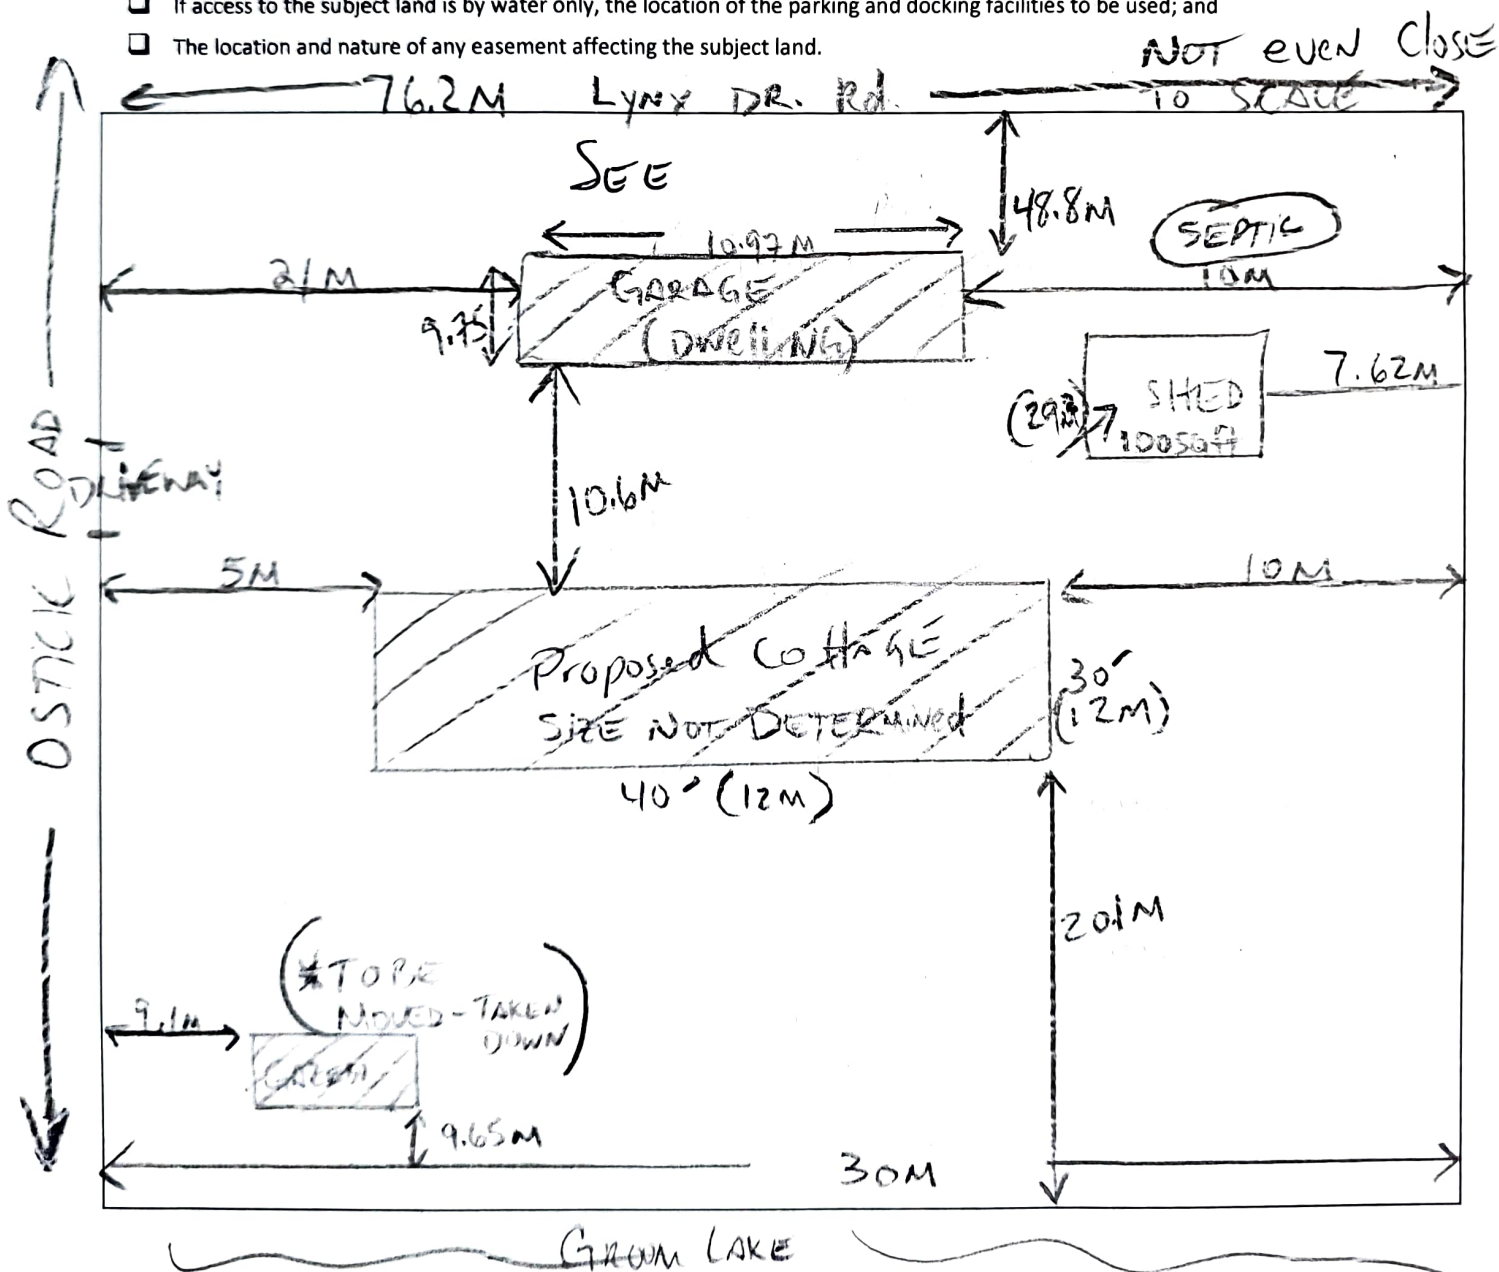 ❑ If access to the subject land is by water only, the location of the parking and docking facilities to be used; and
❑ The location and nature of any easement affecting the subject land.
NOT EVEN CLOSE
TO SCALE
76.2M LYNX DR. Rd.
SEE
48.8M
SEPTIC
10.97M
21M
10M
GARAGE
(DWELLING)
9.75
7.62M
SHED
100SQft
OSTICK ROAD
DRIVEWAY
10.6M
5M
10M
Proposed COTTAGE
SIZE NOT DETERMINED
30'
(12M)
40' (12M)
20.1M
(*TO BE
MOVED-TAKEN
DOWN)
9.1M
9.65M
30M
LAKE